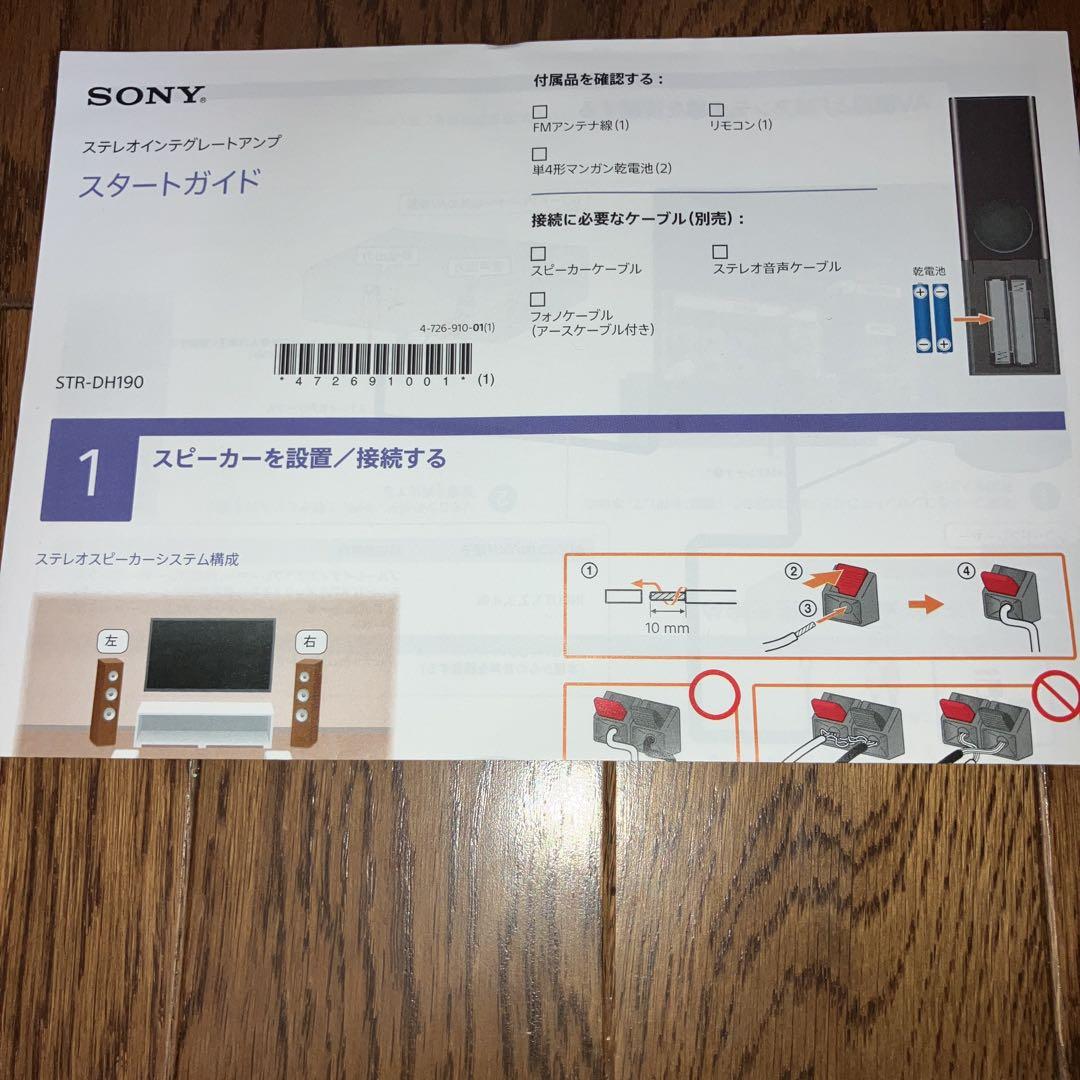 SONY®
ステレオインテグレートアンプ
スタートガイド
4-726-910-01(1)
*472691001* (1)
STR-DH190
付属品を確認する：
FMアンテナ線(1)
リモコン(1)
単4形マンガン乾電池(2)
接続に必要なケーブル(別売)：
スピーカーケーブル
ステレオ音声ケーブル
フォノケーブル
(アースケーブル付き)
乾電池
1
スピーカーを設置／接続する
ステレオスピーカーシステム構成
左
右
①
②
③
④
10 mm